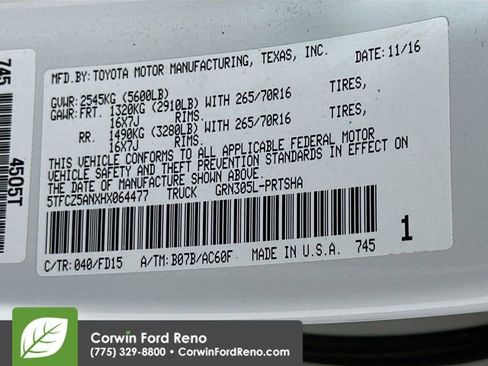 745
4505T
MFD.BY: TOYOTA MOTOR MANUFACTURING, TEXAS, INC. DATE: 11/16
GVWR: 2545KG (5600LB)
GAWR: FRT. 1320KG (2910LB) WITH 265/70R16 TIRES,
16X7J RIMS,
RR. 1490KG (3280LB) WITH 265/70R16 TIRES,
16X7J RIMS.
THIS VEHICLE CONFORMS TO ALL APPLICABLE FEDERAL MOTOR
VEHICLE SAFETY AND THEFT PREVENTION STANDARDS IN EFFECT ON
THE DATE OF MANUFACTURE SHOWN ABOVE.
5TFCZ5ANXHX064477 TRUCK GRN305L-PRTSHA
1
C/TR: 040/FD15 A/TM: B07B/AC60F MADE IN U.S.A. 745
Corwin Ford Reno
(775) 329-8800 • CorwinFordReno.com